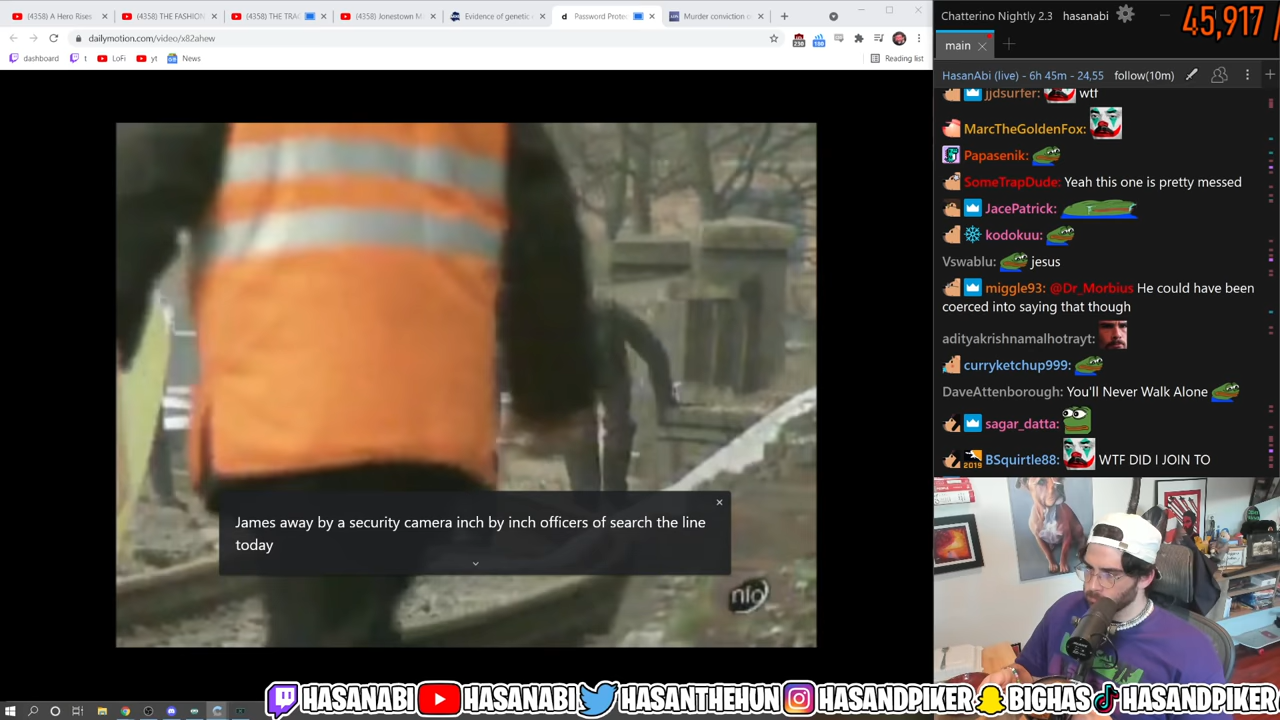 (4358) A Hero Rises
(4358) THE FASHION
(4358) THE TRA
(4358) Jonestown M
Evidence of genetic
Password Protec
Murder conviction o
dailymotion.com/video/x82ahew
dashboard
t
LoFi
yt
News
Reading list
James away by a security camera inch by inch officers of search the line
today
nfo
Chatterino Nightly 2.3 hasanabi
45,917 /
main
HasanAbi (live) - 6h 45m - 24,55 follow(10m)
jjdsurfer: wtf
MarcTheGoldenFox:
Papasenik:
SomeTrapDude: Yeah this one is pretty messed
JacePatrick:
kodokuu:
Vswablu: jesus
miggle93: @Dr_Morbius He could have been
coerced into saying that though
adityakrishnamalhotrayt:
curryketchup999:
DaveAttenborough: You'll Never Walk Alone
sagar_datta:
2019 BSquirtle88: WTF DID I JOIN TO
HASANABI HASANABI HASANTHEHUN HASANDPIKER BIGHAS HASANDPIKER